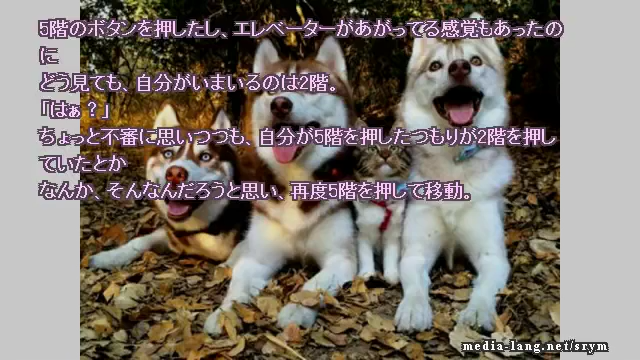 5階のボタンを押したし、エレベーターがあがってる感覚もあったの
に
どう見ても、自分がいまいるのは2階。
「はぁ？」
ちょっと不審に思いつつも、自分が5階を押したつもりが2階を押し
ていたとか
なんか、そんなんだろうと思い、再度5階を押して移動。
media-lang.net/srym